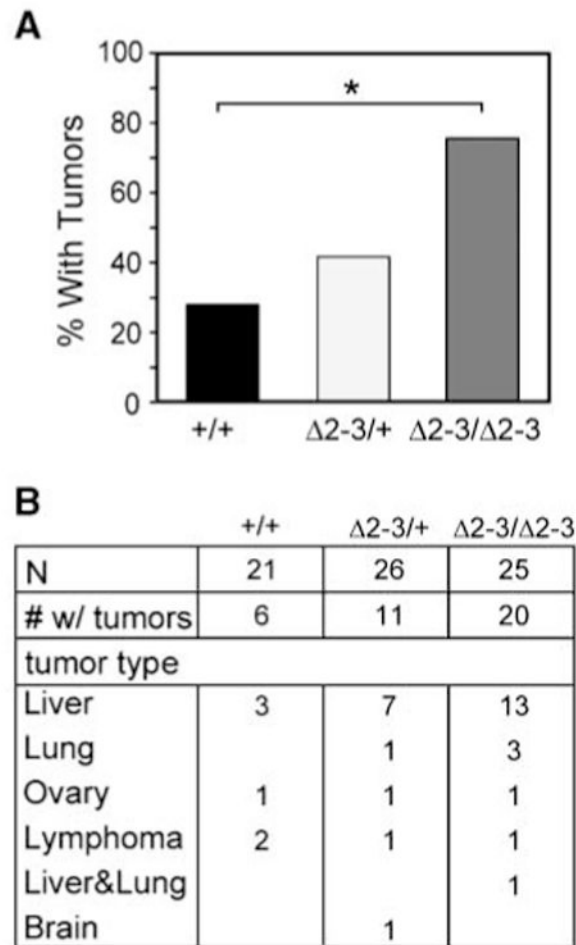 A
100
*
80
60
40
20
0
% With Tumors
+/+ Δ2-3/+ Δ2-3/Δ2-3
B
+/+ Δ2-3/+ Δ2-3/Δ2-3
N 21 26 25
# w/ tumors 6 11 20
tumor type
Liver 3 7 13
Lung 1 3
Ovary 1 1 1
Lymphoma 2 1 1
Liver&Lung 1
Brain 1